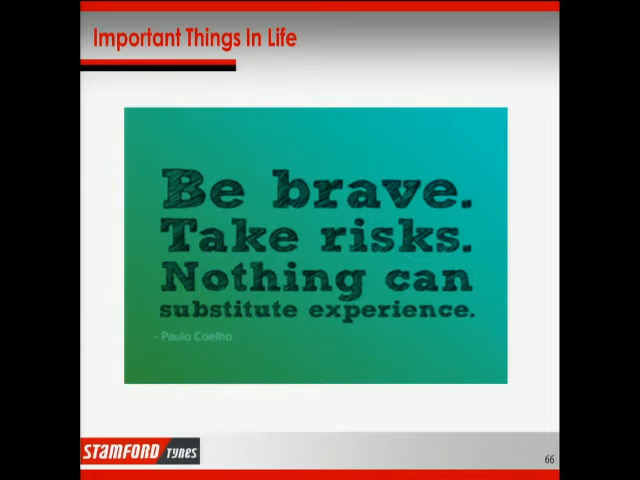 Important Things In Life
Be brave.
Take risks.
Nothing can
substitute experience.
- Paulo Coelho
STAMFORD TYRES
66